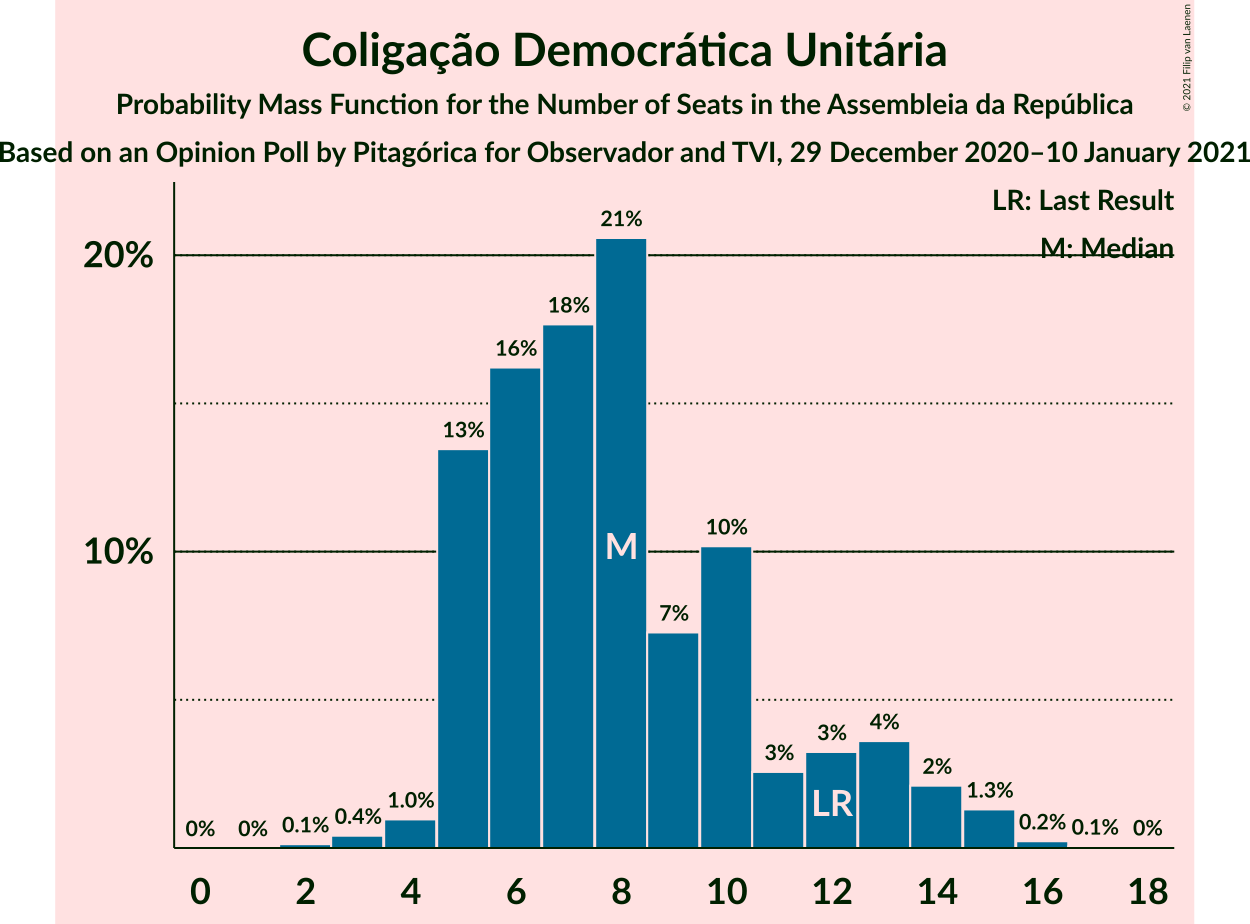 Coligação Democrática Unitária
Probability Mass Function for the Number of Seats in the Assembleia da República
Based on an Opinion Poll by Pitagórica for Observador and TVI, 29 December 2020–10 January 2021
© 2021 Filip van Laenen
LR: Last Result
M: Median
20%
10%
0% 0% 0.1% 0.4% 1.0% 13% 16% 18% 21% 7% 10% 3% 3% 4% 2% 1.3% 0.2% 0.1% 0%
M
LR
0 2 4 6 8 10 12 14 16 18